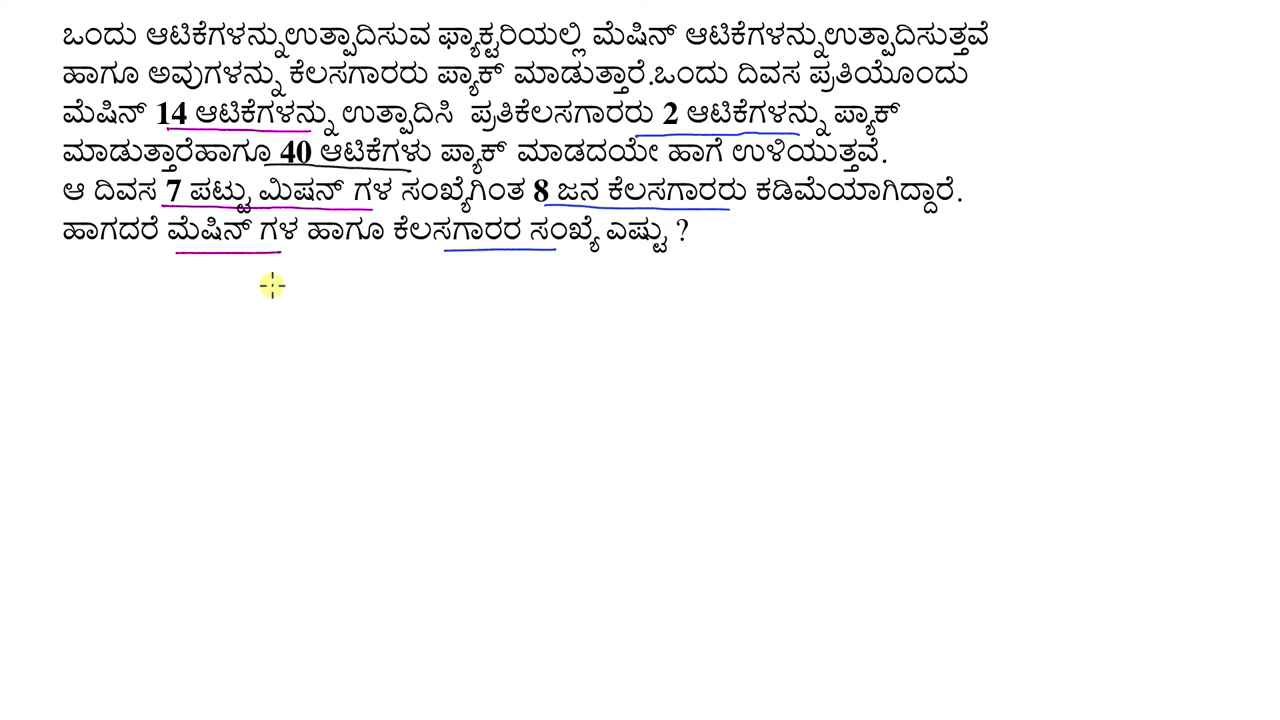 ಒಂದು ಆಟಿಕೆಗಳನ್ನುಉತ್ಪಾದಿಸುವ ಫ್ಯಾಕ್ಟರಿಯಲ್ಲಿ ಮೆಷಿನ್ ಆಟಿಕೆಗಳನ್ನುಉತ್ಪಾದಿಸುತ್ತವೆ
ಹಾಗೂ ಅವುಗಳನ್ನು ಕೆಲಸಗಾರರು ಪ್ಯಾಕ್ ಮಾಡುತ್ತಾರೆ.ಒಂದು ದಿವಸ ಪ್ರತಿಯೊಂದು
ಮೆಷಿನ್ 14 ಆಟಿಕೆಗಳನ್ನು ಉತ್ಪಾದಿಸಿ ಪ್ರತಿಕೆಲಸಗಾರರು 2 ಆಟಿಕೆಗಳನ್ನು ಪ್ಯಾಕ್
ಮಾಡುತ್ತಾರೆಹಾಗೂ 40 ಆಟಿಕೆಗಳು ಪ್ಯಾಕ್ ಮಾಡದಯೇ ಹಾಗೆ ಉಳಿಯುತ್ತವೆ.
ಆ ದಿವಸ 7 ಪಟ್ಟು ಮಿಷನ್ ಗಳ ಸಂಖ್ಯೆಗಿಂತ 8 ಜನ ಕೆಲಸಗಾರರು ಕಡಿಮೆಯಾಗಿದ್ದಾರೆ.
ಹಾಗದರೆ ಮೆಷಿನ್ ಗಳ ಹಾಗೂ ಕೆಲಸಗಾರರ ಸಂಖ್ಯೆ ಎಷ್ಟು ?